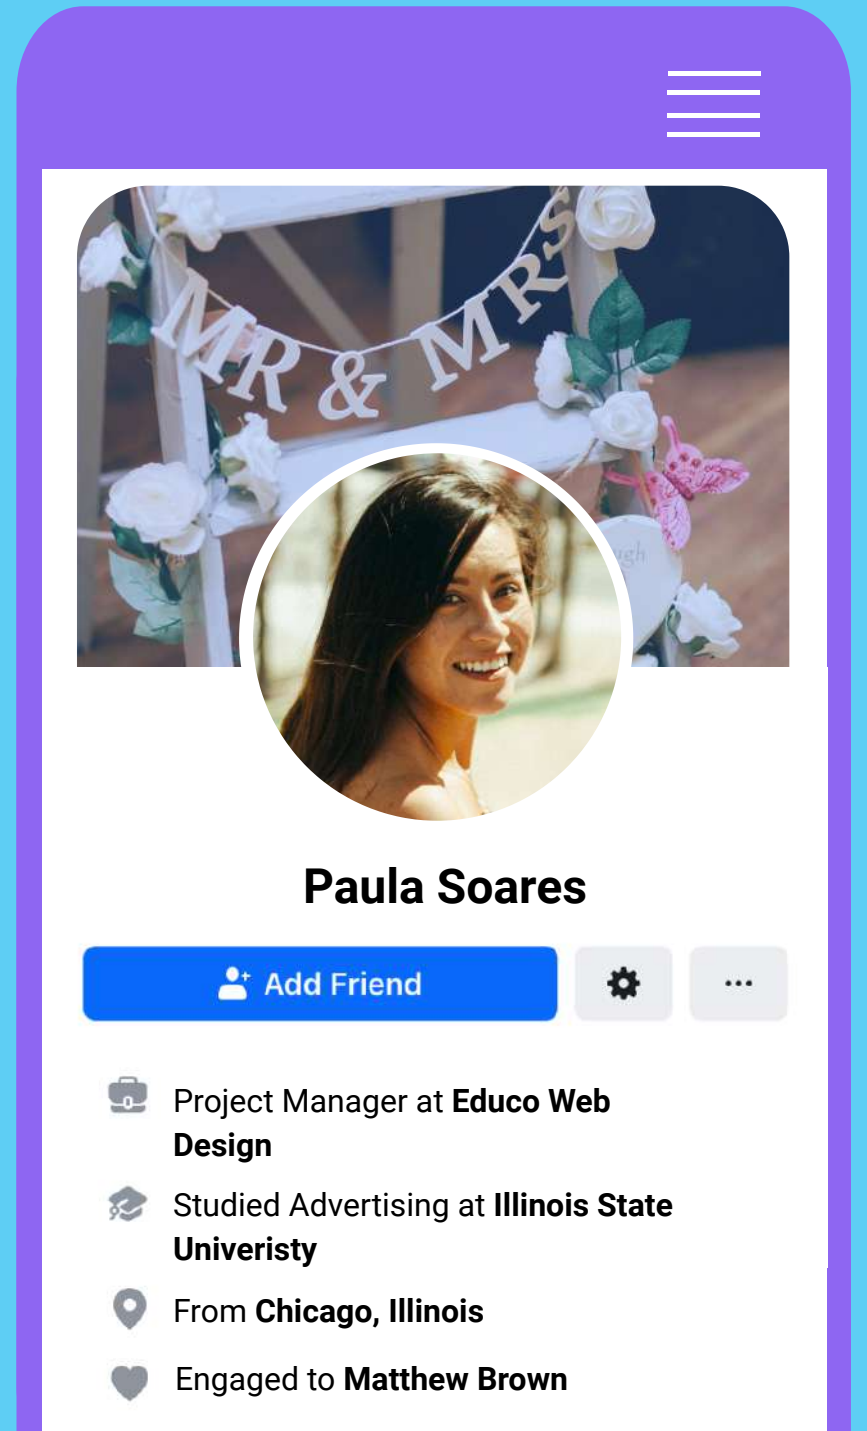 MR & MRS
ugh
Paula Soares
Add Friend
...
Project Manager at Educo Web
Design
Studied Advertising at Illinois State
Univeristy
From Chicago, Illinois
Engaged to Matthew Brown